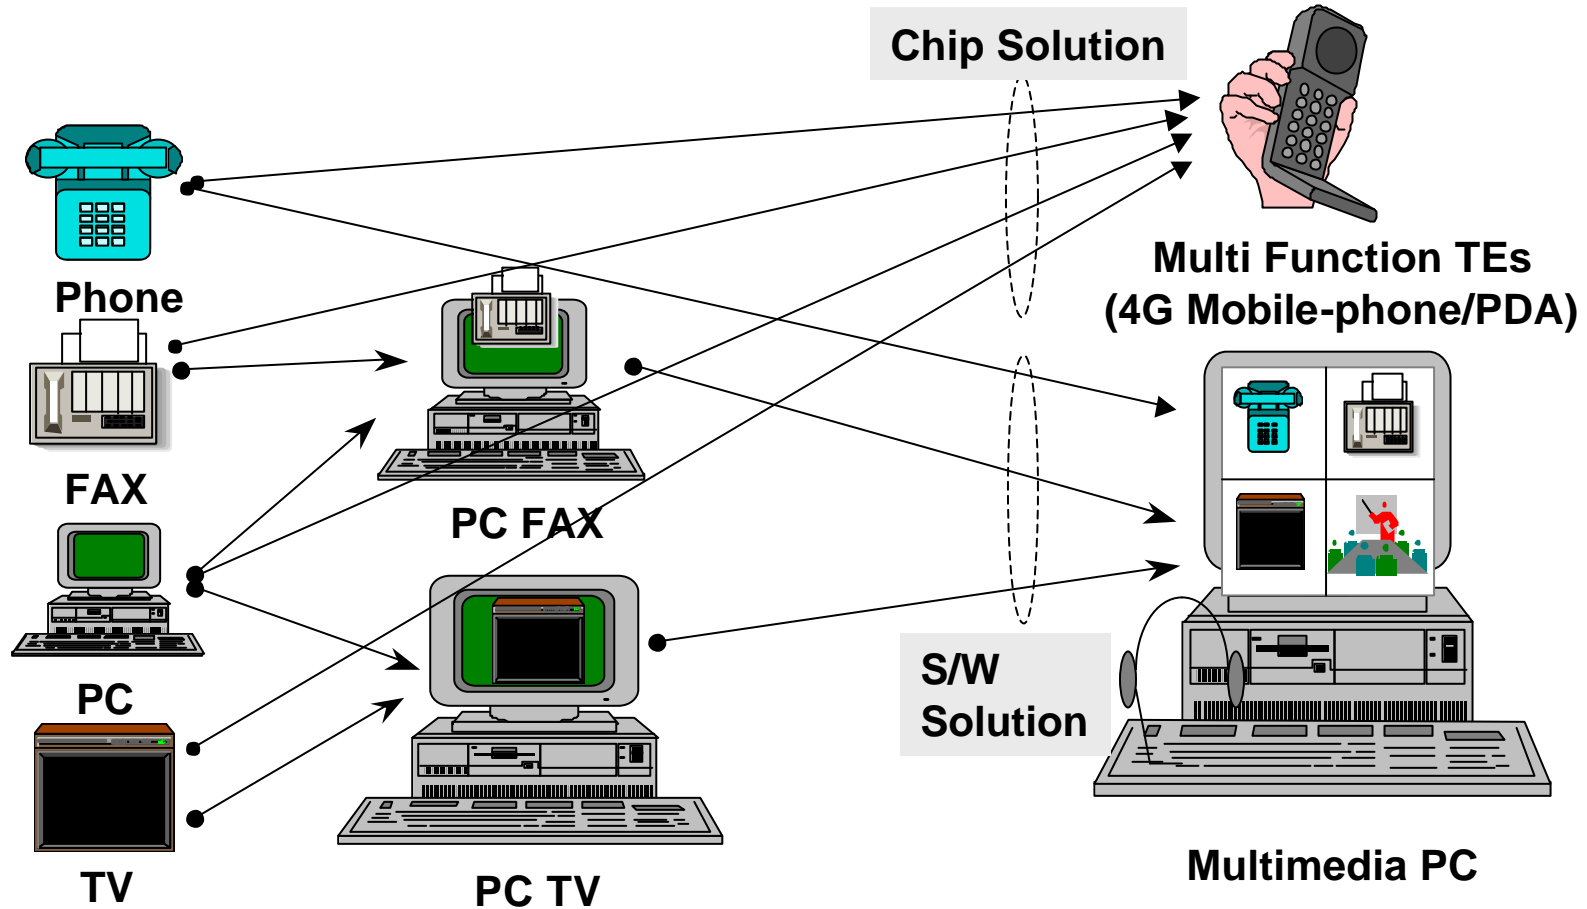 Chip Solution
Phone
Multi Function TEs
(4G Mobile-phone/PDA)
FAX
PC FAX
PC
S/W
Solution
TV
PC TV
Multimedia PC